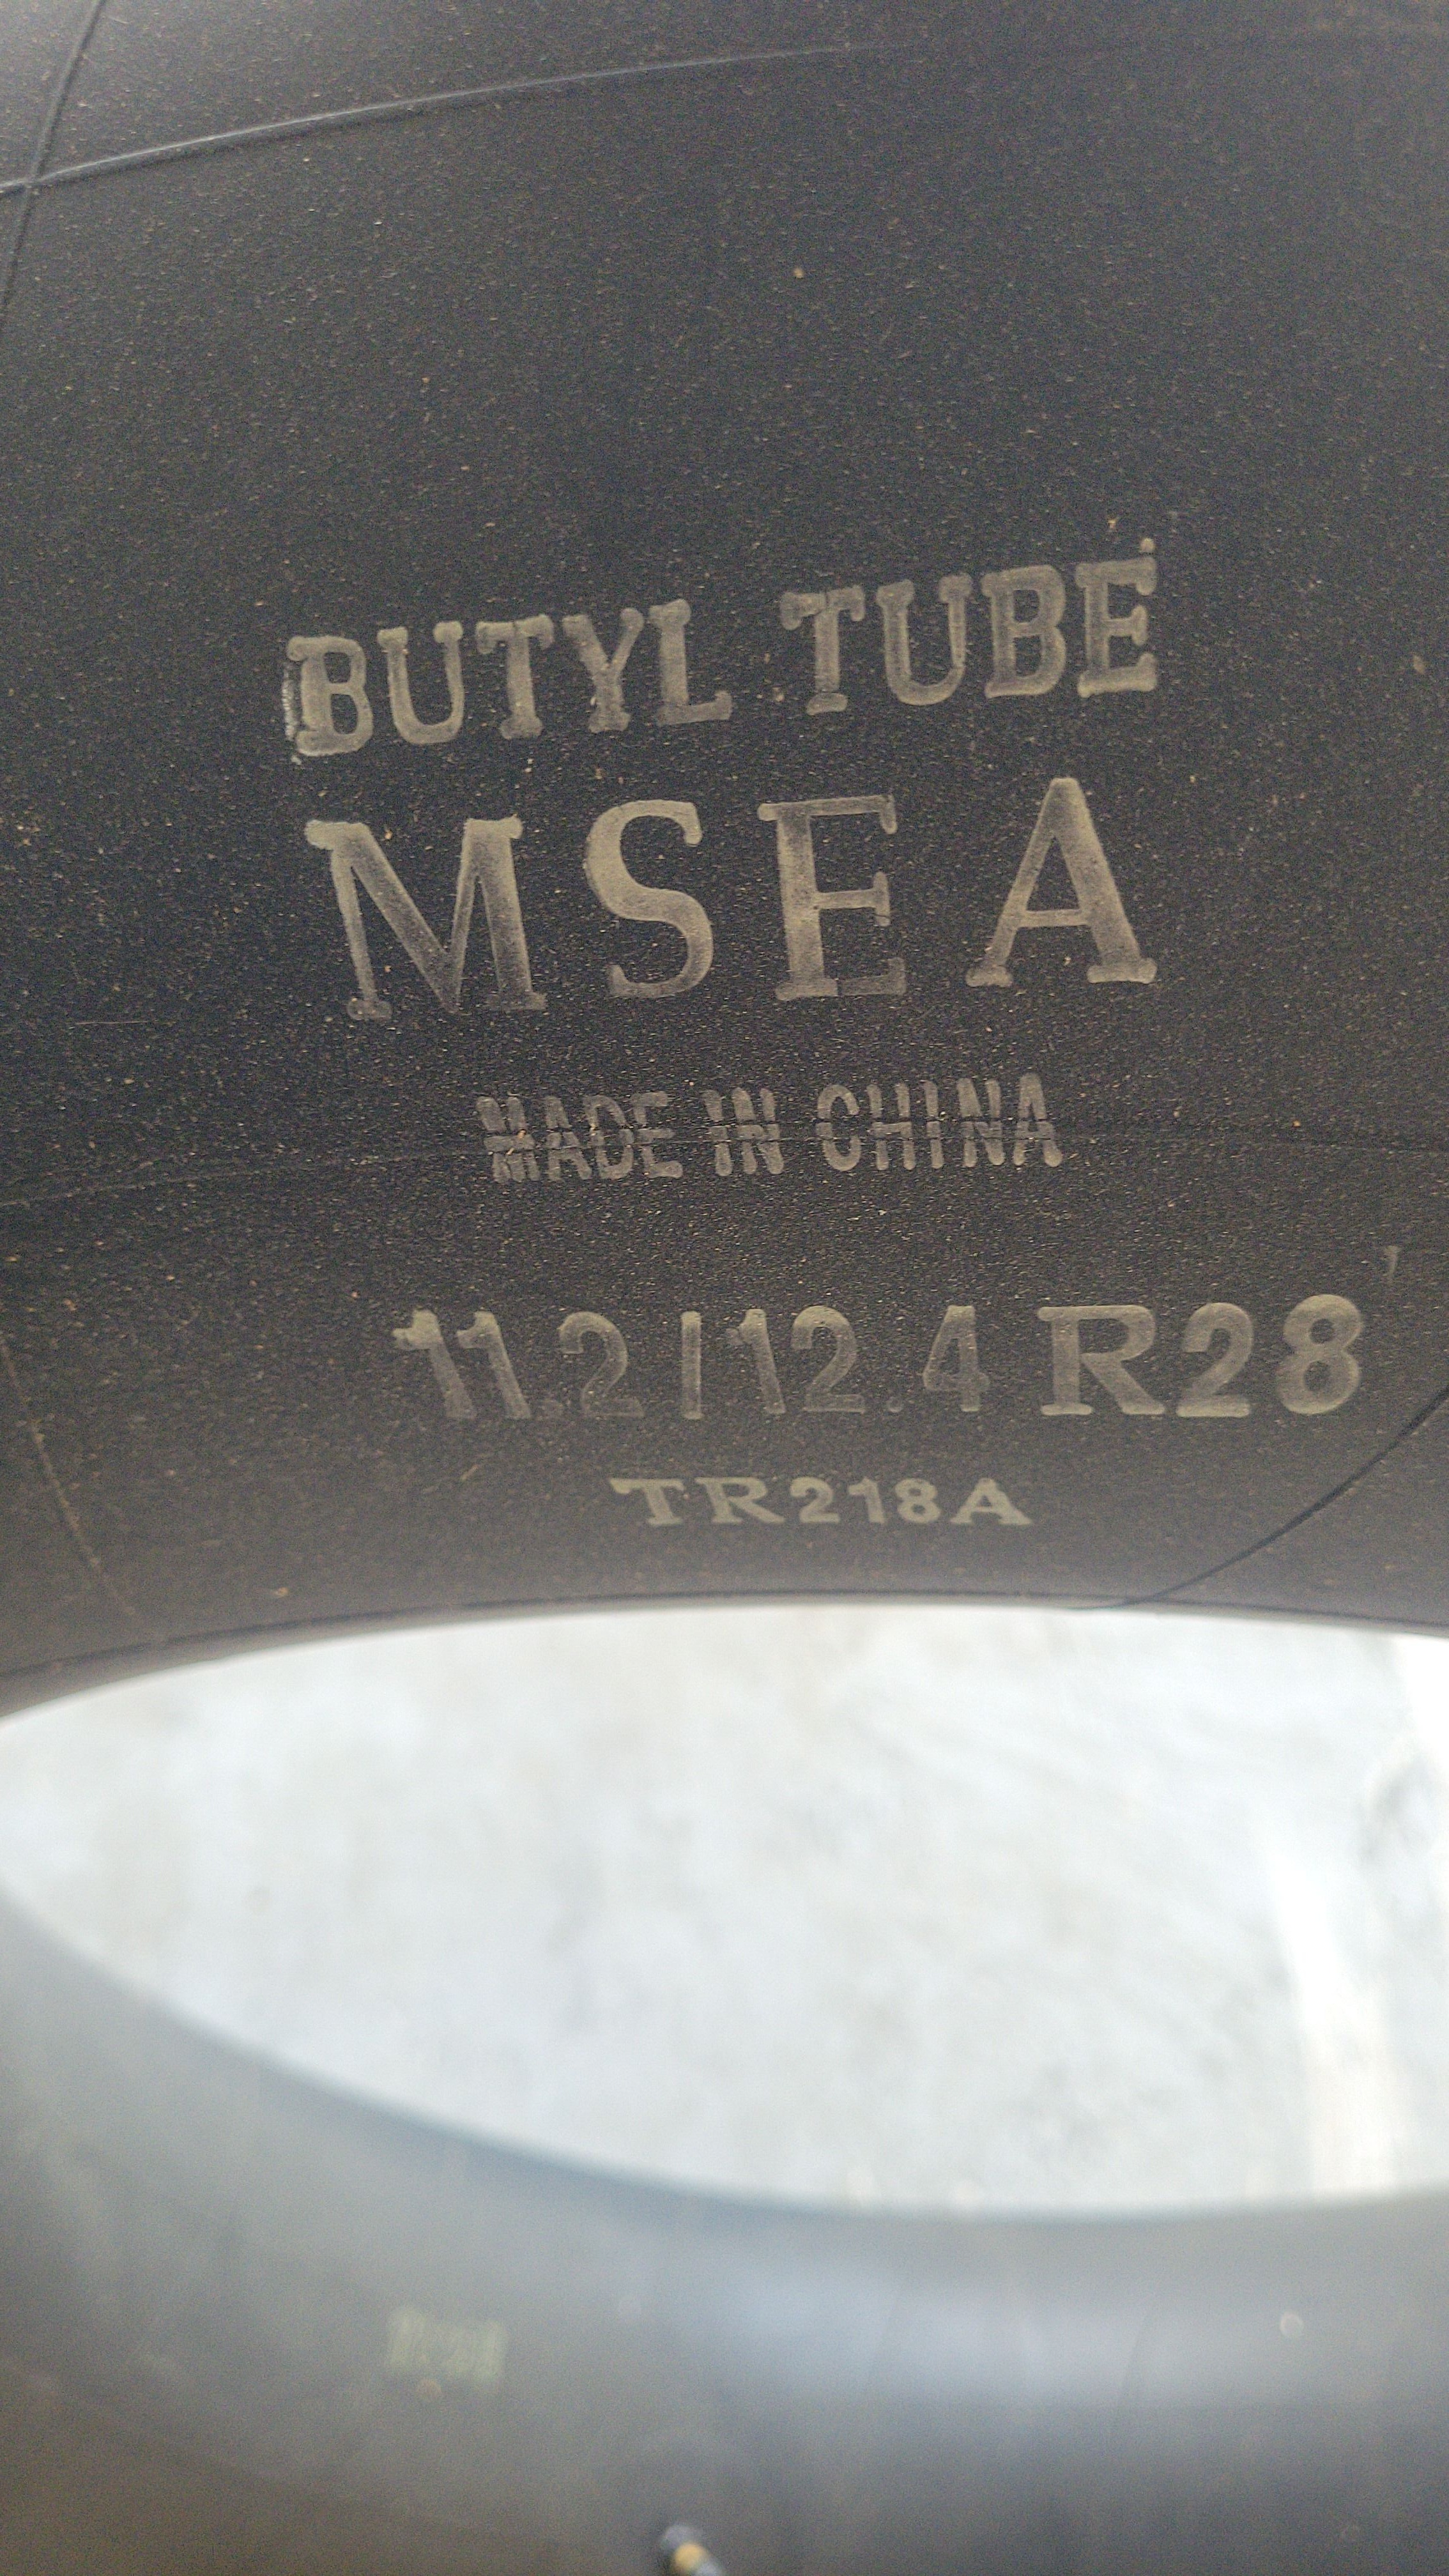 BUTYL TUBE
MSEA
MADE IN CHINA
11.2/12.4 R28
TR218A